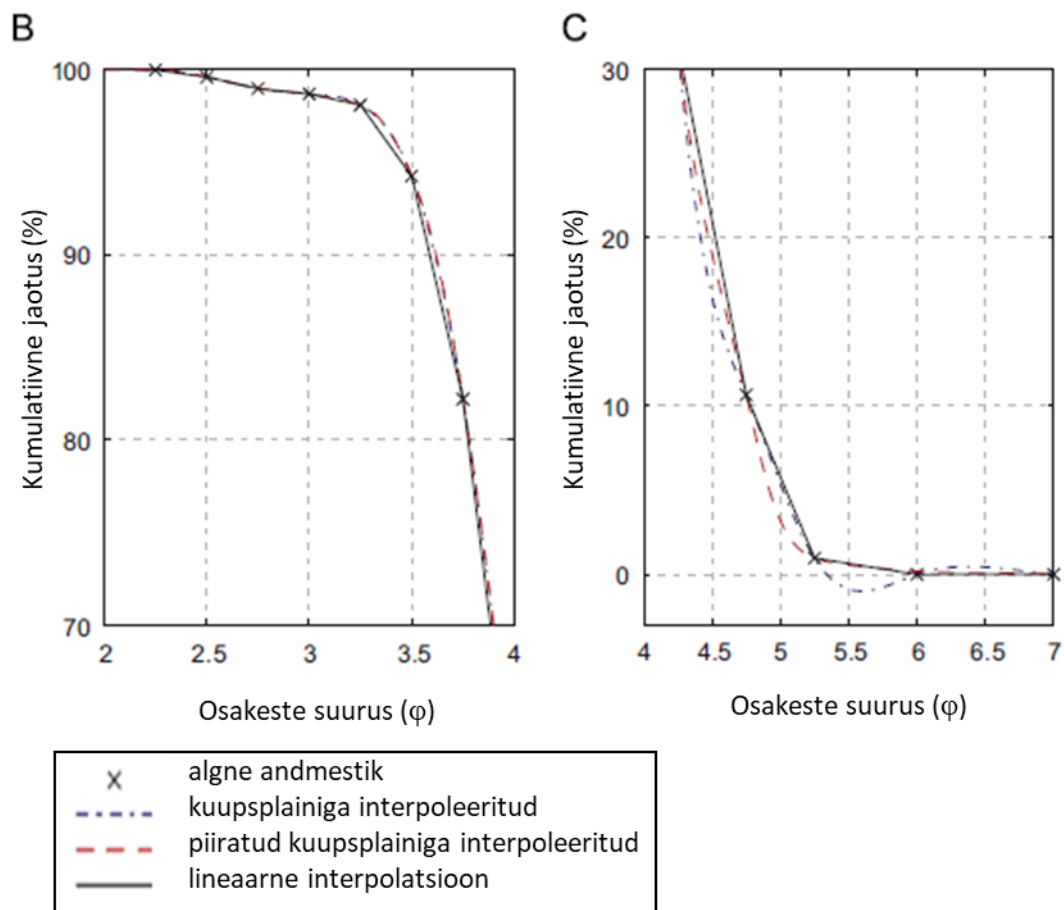 B
100
90
80
70
2 2.5 3 3.5 4
Kumulatiivne jaotus (%)
Osakeste suurus (φ)
C
30
20
10
0
4 4.5 5 5.5 6 6.5 7
Kumulatiivne jaotus (%)
Osakeste suurus (φ)
algne andmestik
kuupsplainiga interpoleeritud
piiratud kuupsplainiga interpoleeritud
lineaarne interpolatsioon